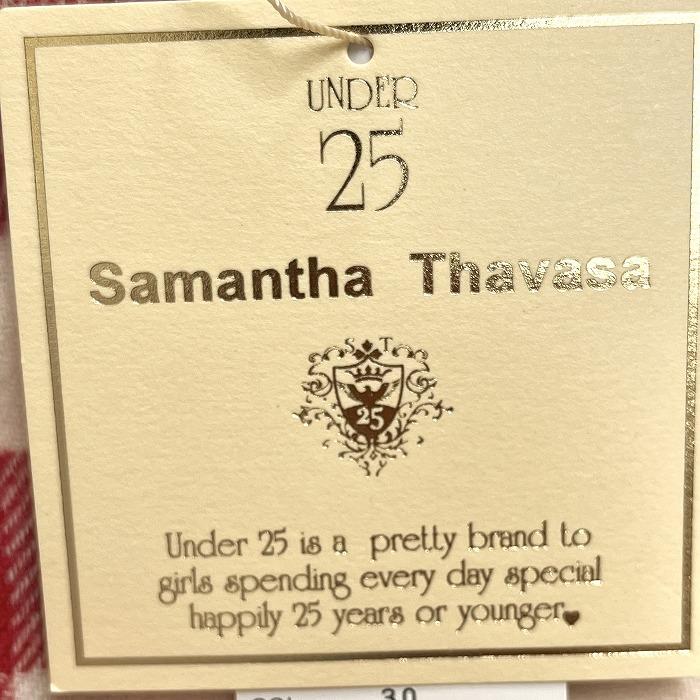 UNDER
25
Samantha Thavasa
S T
25
Under 25 is a pretty brand to
girls spending every day special
happily 25 years or younger♥
30